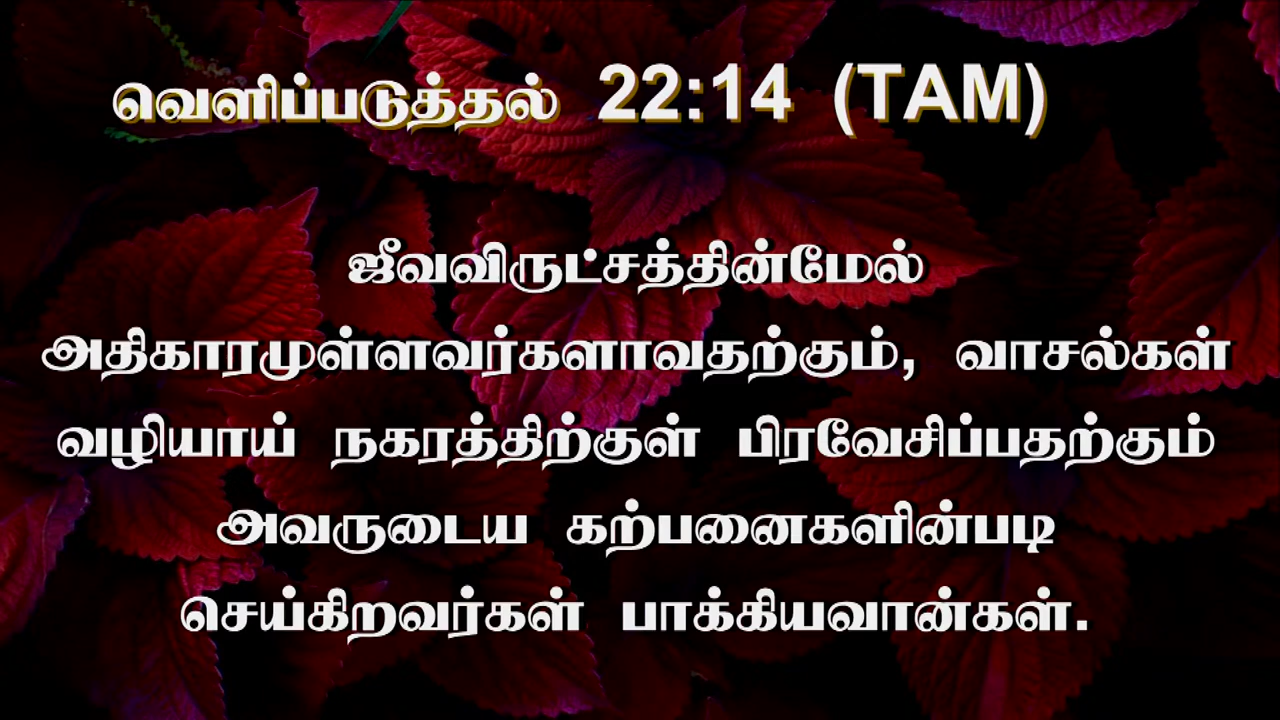 வெளிப்படுத்தல் 22:14 (TAM)
ஜீவவிருட்சத்தின்மேல்
அதிகாரமுள்ளவர்களாவதற்கும், வாசல்கள்
வழியாய் நகரத்திற்குள் பிரவேசிப்பதற்கும்
அவருடைய கற்பனைகளின்படி
செய்கிறவர்கள் பாக்கியவான்கள்.